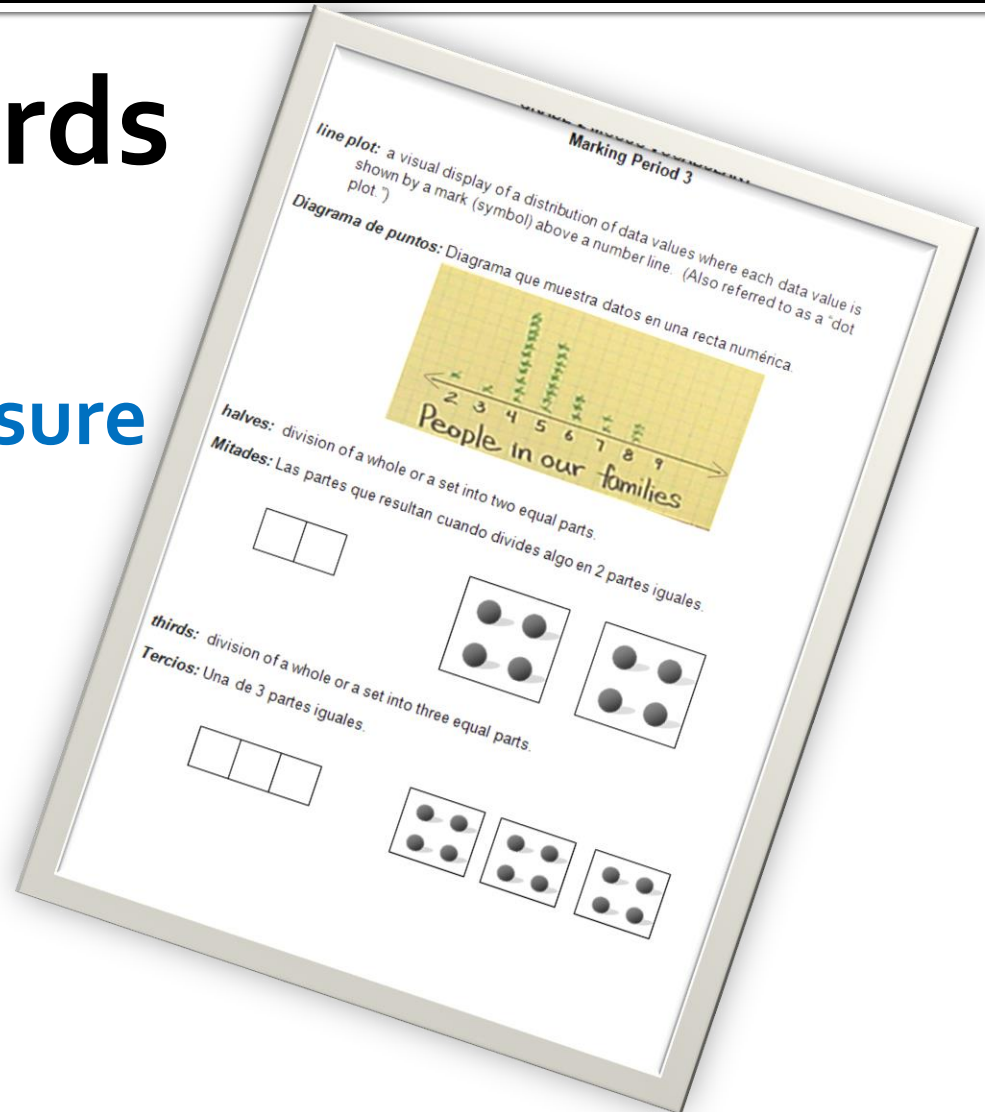 rds
sure
Marking Period 3
line plot: a visual display of a distribution of data values where each data value is
shown by a mark (symbol) above a number line. (Also referred to as a "dot
plot.")
Diagrama de puntos: Diagrama que muestra datos en una recta numérica.
2 3 4 5 6 7 8 9
People in our families
halves: division of a whole or a set into two equal parts.
Mitades: Las partes que resultan cuando divides algo en 2 partes iguales.
thirds: division of a whole or a set into three equal parts.
Tercios: Una de 3 partes iguales.